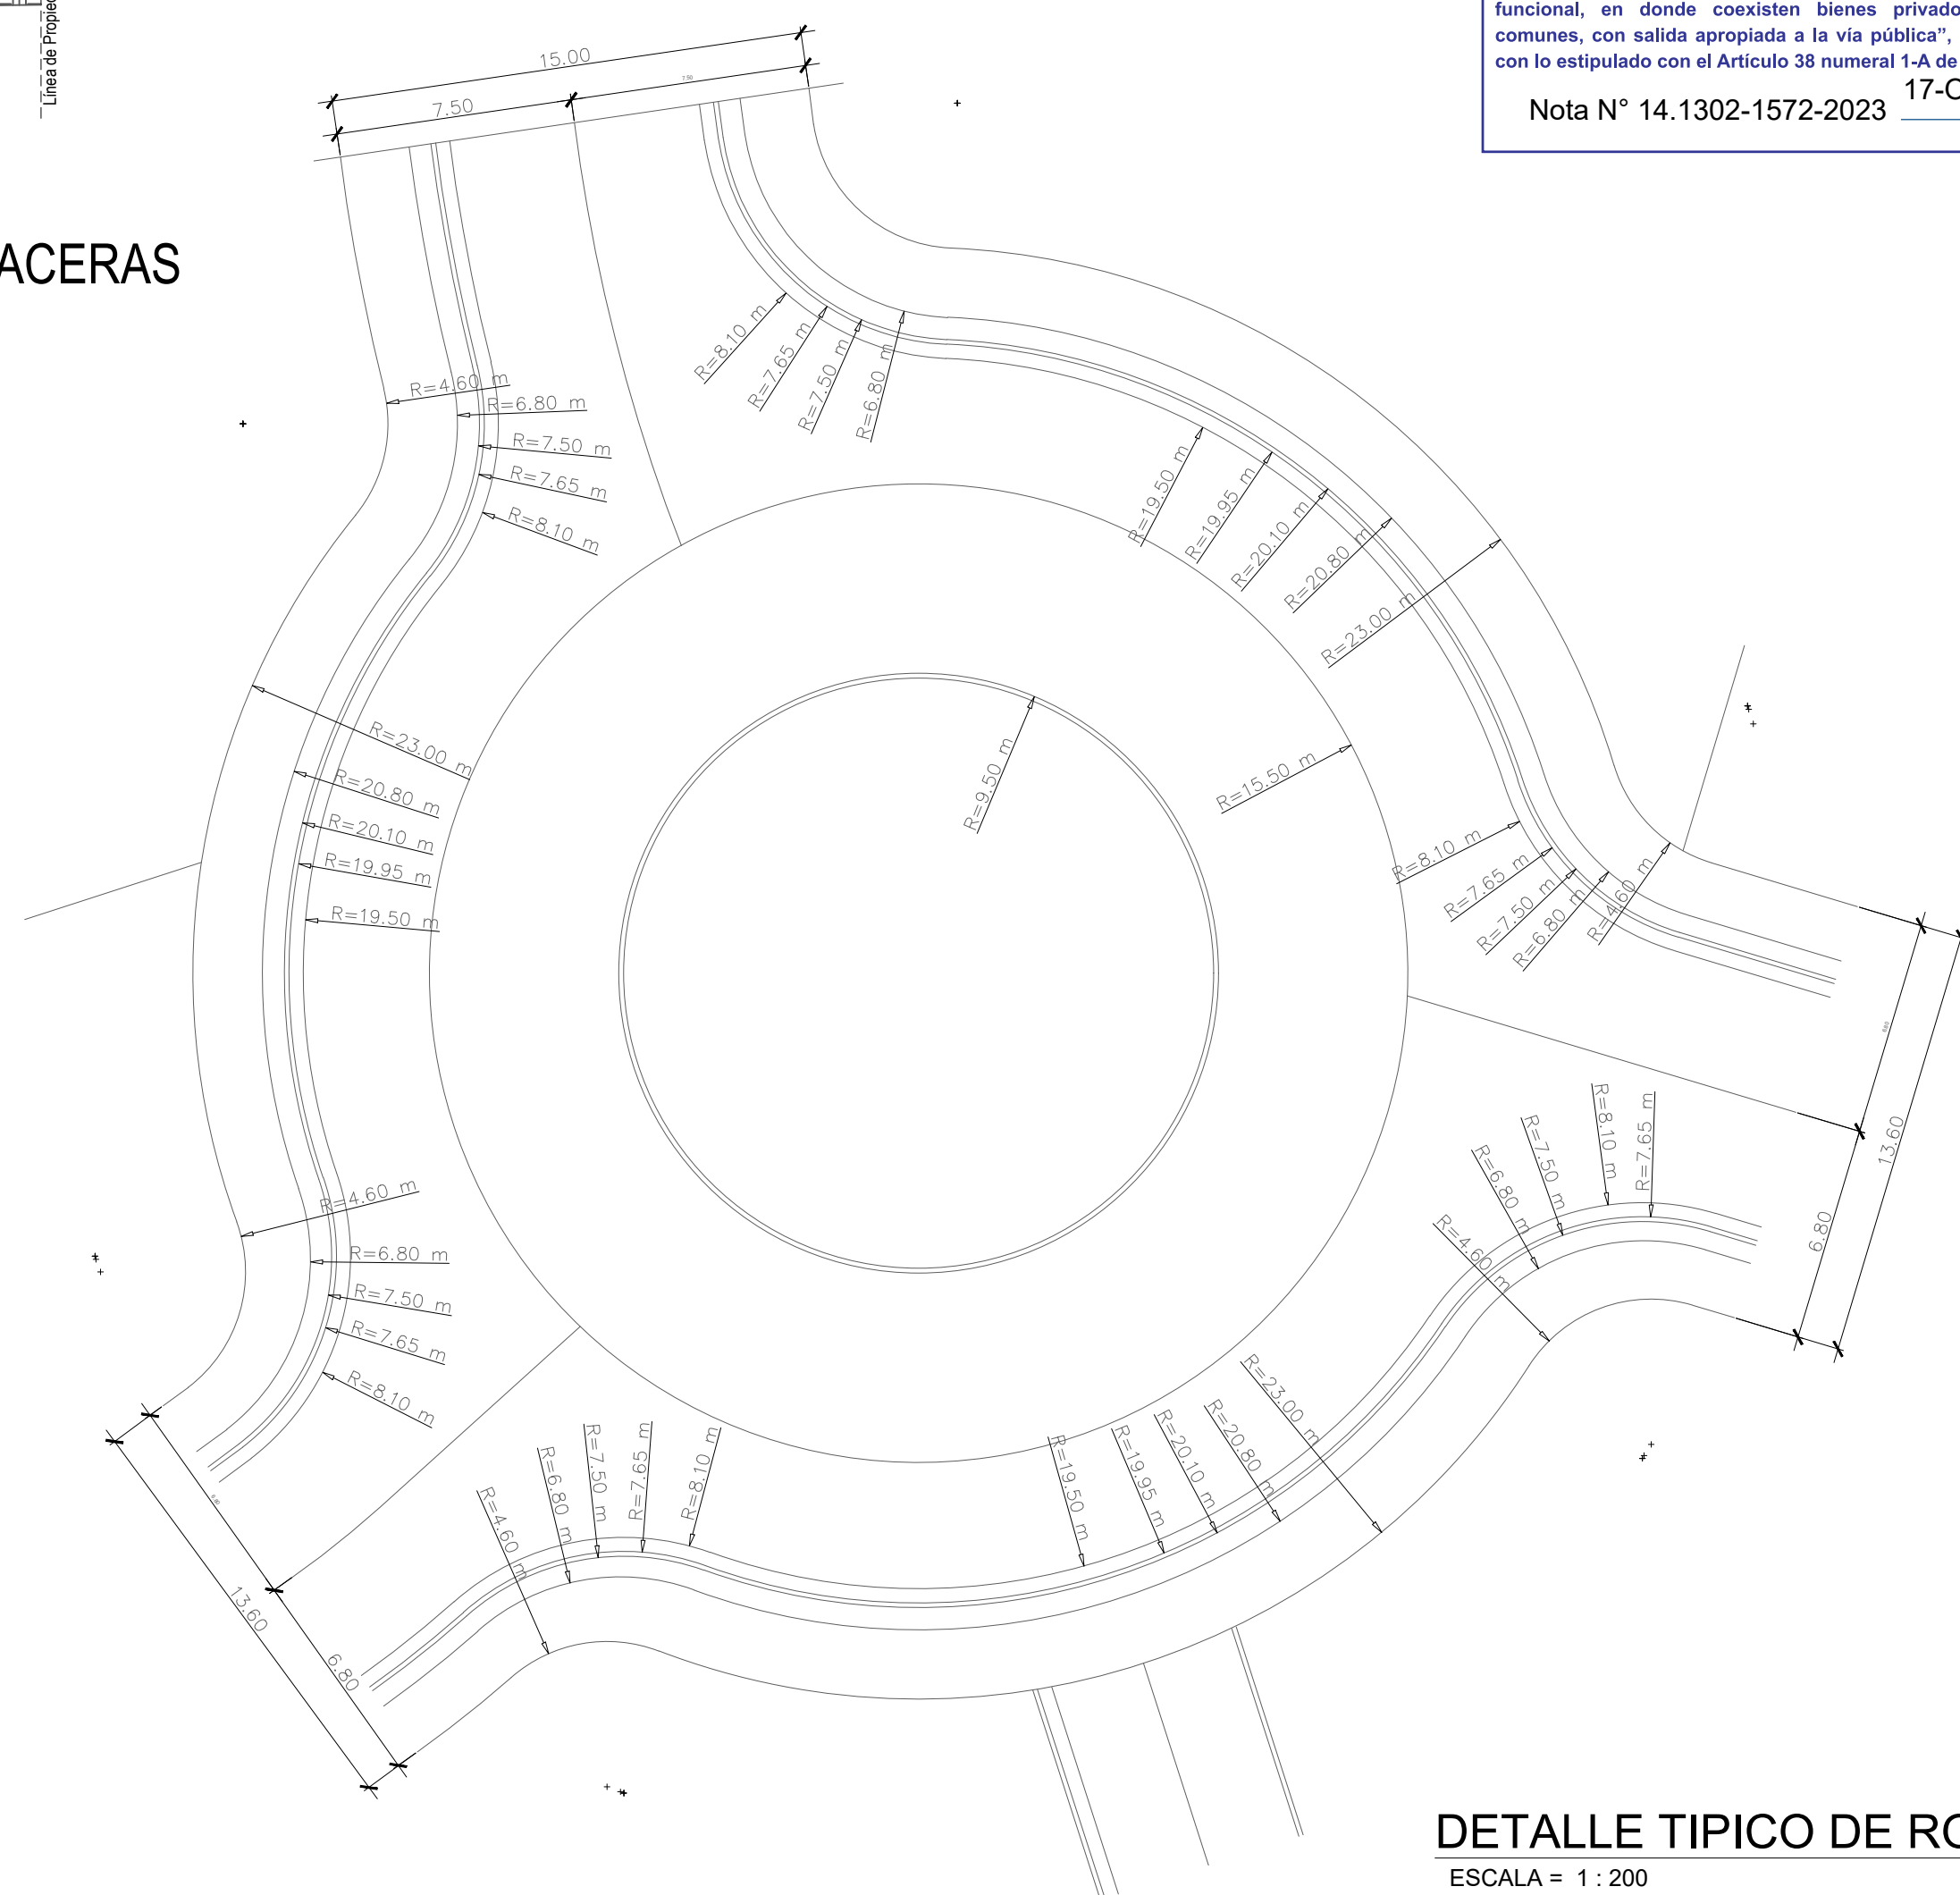 Línea de Propied
funcional, en donde coexisten bienes privado
comunes, con salida apropiada a la vía pública”,
con lo estipulado con el Artículo 38 numeral 1-A de
17-O
Nota N° 14.1302-1572-2023
ACERAS
15.00
7.50
7.50
R=8.10 m
R=7.65 m
R=7.50 m
R=6.80 m
R=4.60 m
R=6.80 m
R=7.50 m
R=7.65 m
R=8.10 m
R=19.50 m
R=19.95 m
R=20.10 m
R=20.80 m
R=23.00 m
R=23.00 m
R=20.80 m
R=20.10 m
R=19.95 m
R=19.50 m
R=9.50 m
R=15.50 m
R=8.10 m
R=7.65 m
R=7.50 m
R=6.80 m
R=4.60 m
6.80
13.60
6.80
R=8.10 m
R=7.65 m
R=7.50 m
R=6.80 m
R=4.60 m
R=4.60 m
R=6.80 m
R=7.50 m
R=7.65 m
R=8.10 m
R=23.00 m
R=20.80 m
R=20.10 m
R=19.95 m
R=19.50 m
R=8.10 m
R=7.65 m
R=7.50 m
R=6.80 m
R=4.60 m
6.80
13.60
6.80
DETALLE TIPICO DE RO
ESCALA = 1 : 200